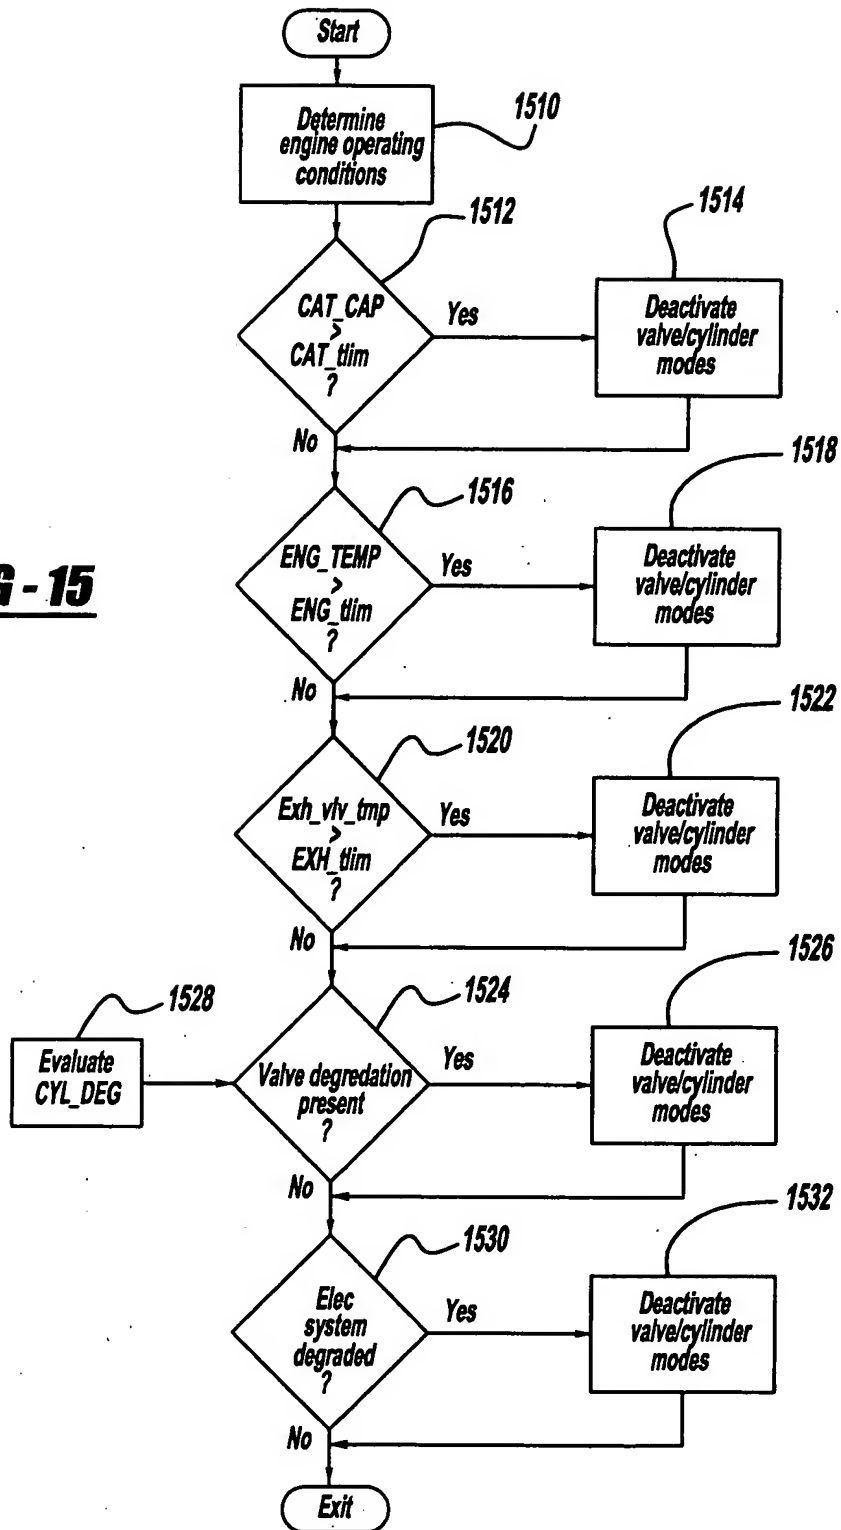 Start
Determine
engine operating
conditions
1510
CAT_CAP
>
CAT_tlim
?
1512
Yes
Deactivate
valve/cylinder
modes
1514
No
ENG_TEMP
>
ENG_tlim
?
1516
Yes
Deactivate
valve/cylinder
modes
1518
G - 15
No
Exh_vlv_tmp
>
EXH_tlim
?
1520
Yes
Deactivate
valve/cylinder
modes
1522
No
1528
Evaluate
CYL_DEG
Valve degredation
present
?
1524
Yes
Deactivate
valve/cylinder
modes
1526
No
Elec
system
degraded
?
1530
Yes
Deactivate
valve/cylinder
modes
1532
No
Exit